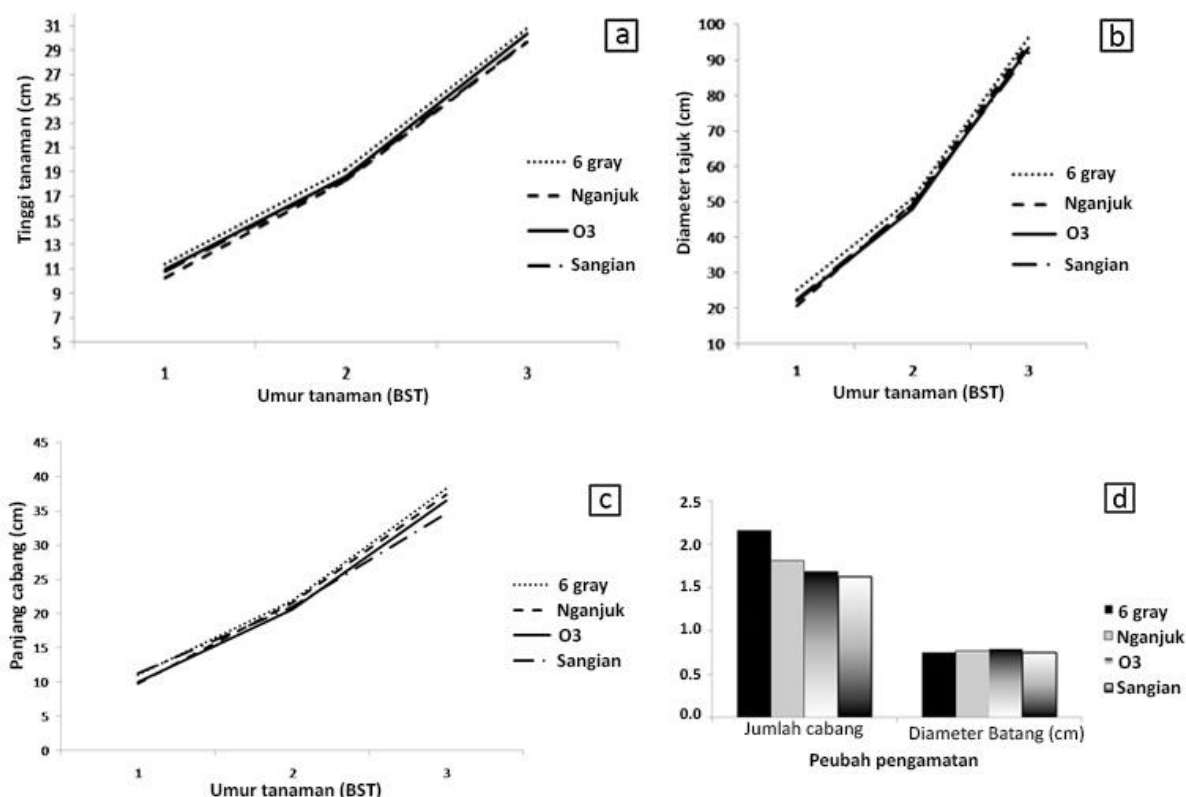 a
Tinggi tanaman (cm)
31
29
27
25
23
21
19
17
15
13
11
9
7
5
1
2
3
Umur tanaman (BST)
6 gray
Nganjuk
O3
Sangian
b
Diameter tajuk (cm)
100
90
80
70
60
50
40
30
20
10
1
2
3
Umur tanaman (BST)
6 gray
Nganjuk
O3
Sangian
c
Panjang cabang (cm)
45
40
35
30
25
20
15
10
5
0
1
2
3
Umur tanaman (BST)
6 gray
Nganjuk
O3
Sangian
d
2.5
2.0
1.5
1.0
0.5
0.0
Jumlah cabang
Diameter Batang (cm)
Peubah pengamatan
6 gray
Nganjuk
O3
Sangian